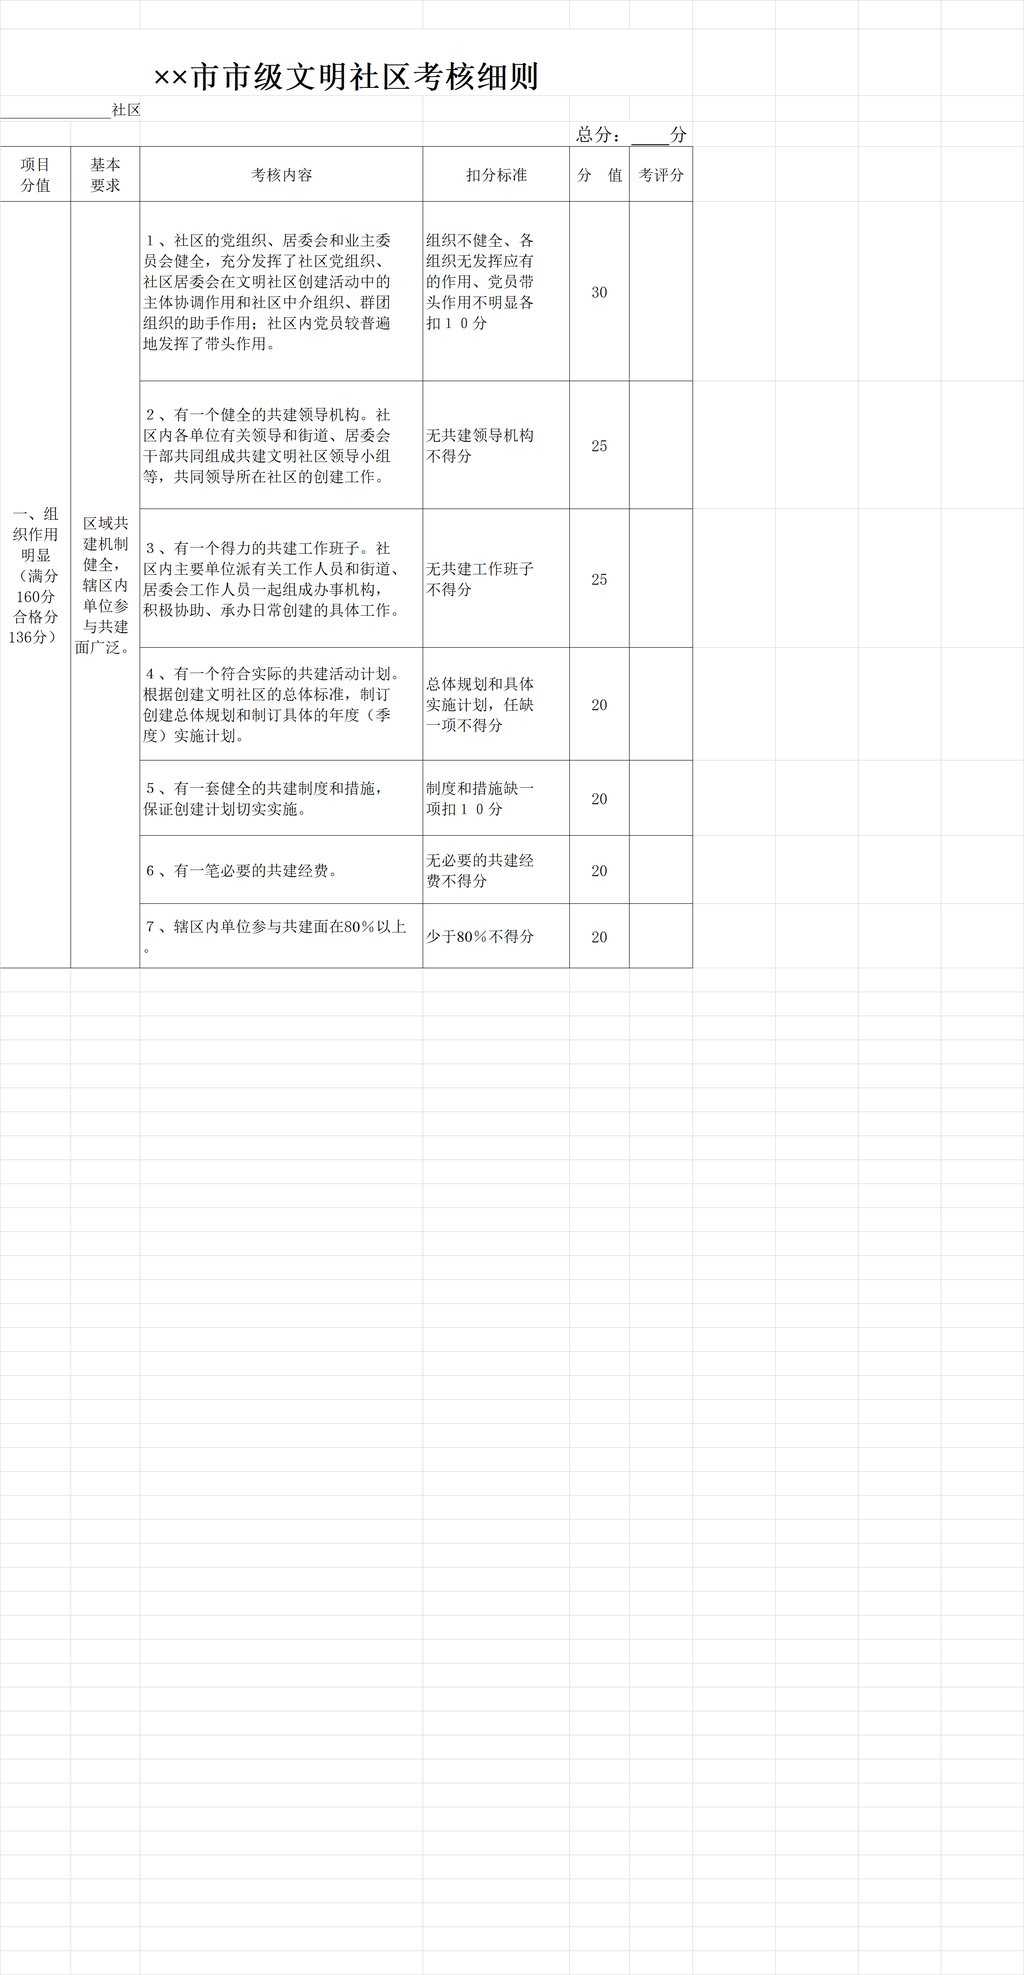 ××市市级文明社区考核细则
______________社区
总分：____分
项目
分值
基本
要求
考核内容
扣分标准
分　值
考评分
一、组
织作用
明显
（满分
160分
合格分
136分）
区域共
建机制
健全，
辖区内
单位参
与共建
面广泛。
１、社区的党组织、居委会和业主委
员会健全，充分发挥了社区党组织、
社区居委会在文明社区创建活动中的
主体协调作用和社区中介组织、群团
组织的助手作用；社区内党员较普遍
地发挥了带头作用。
组织不健全、各
组织无发挥应有
的作用、党员带
头作用不明显各
扣１０分
30
２、有一个健全的共建领导机构。社
区内各单位有关领导和街道、居委会
干部共同组成共建文明社区领导小组
等，共同领导所在社区的创建工作。
无共建领导机构
不得分
25
３、有一个得力的共建工作班子。社
区内主要单位派有关工作人员和街道、
居委会工作人员一起组成办事机构，
积极协助、承办日常创建的具体工作。
无共建工作班子
不得分
25
４、有一个符合实际的共建活动计划。
根据创建文明社区的总体标准，制订
创建总体规划和制订具体的年度（季
度）实施计划。
总体规划和具体
实施计划，任缺
一项不得分
20
５、有一套健全的共建制度和措施，
保证创建计划切实实施。
制度和措施缺一
项扣１０分
20
６、有一笔必要的共建经费。
无必要的共建经
费不得分
20
７、辖区内单位参与共建面在80％以上
。
少于80％不得分
20